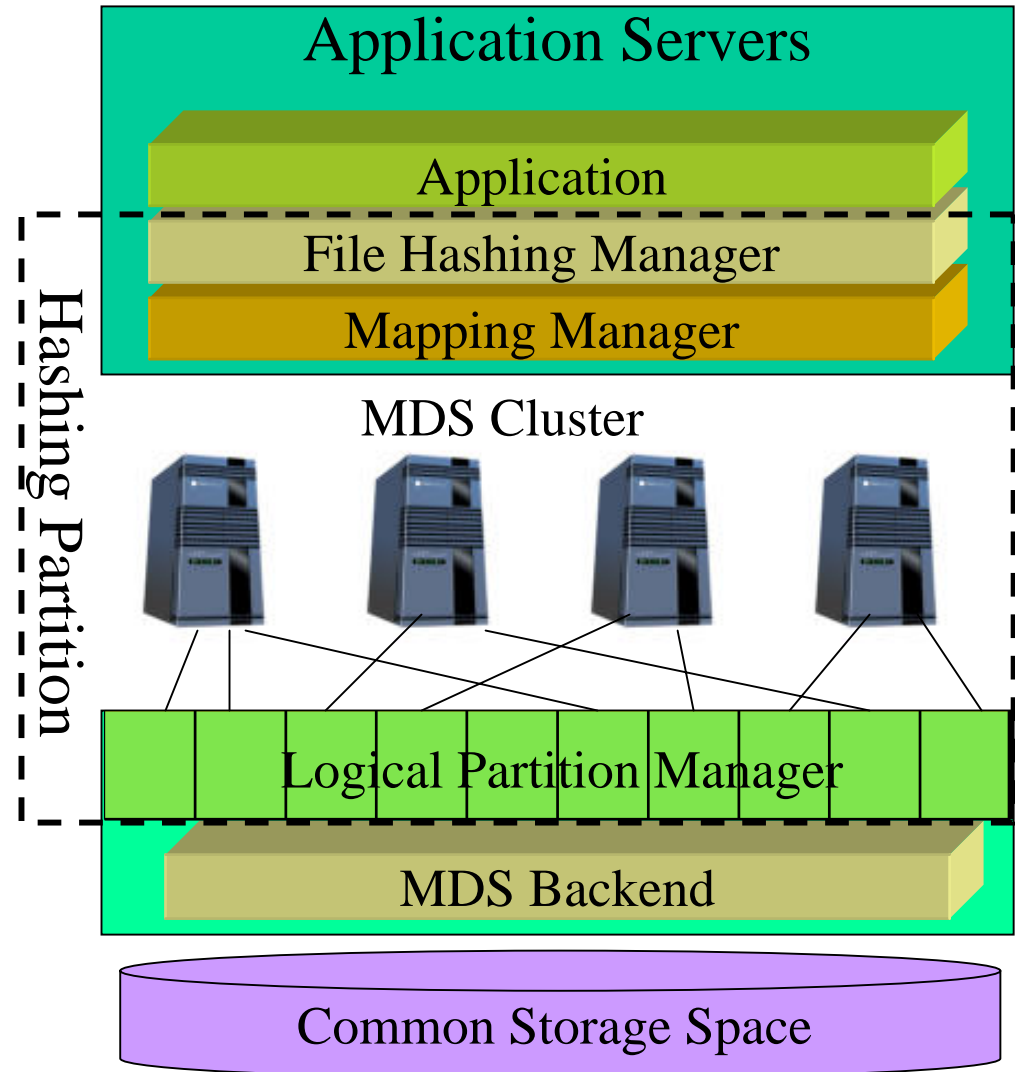 Application Servers
Application
File Hashing Manager
Mapping Manager
Hashing Partition
MDS Cluster
Logical Partition Manager
MDS Backend
Common Storage Space